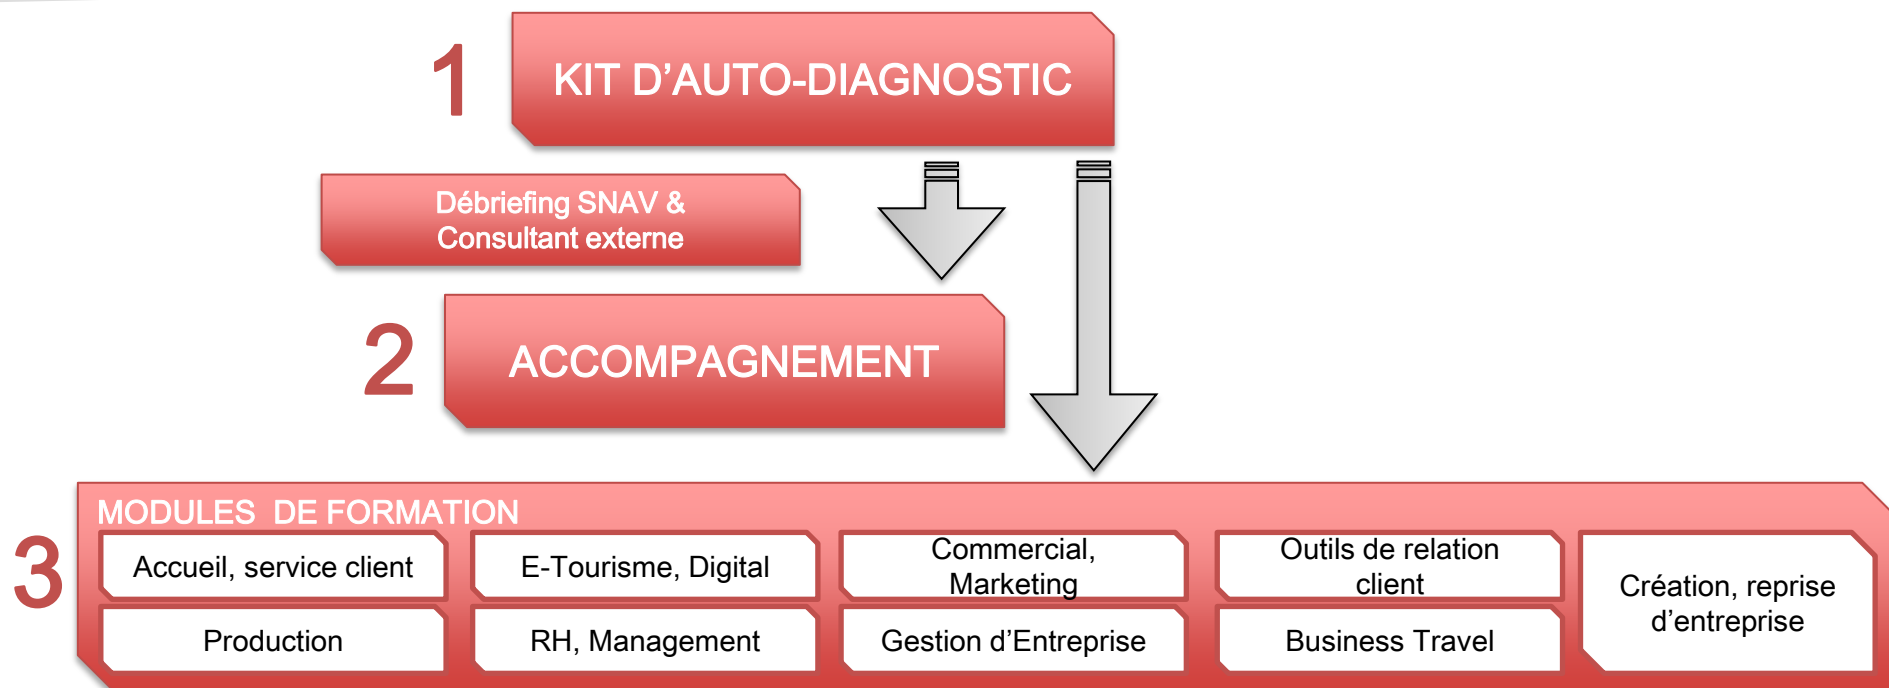 1
KIT D’AUTO-DIAGNOSTIC
Débriefing SNAV &
Consultant externe
2
ACCOMPAGNEMENT
3
MODULES DE FORMATION
Accueil, service client
E-Tourisme, Digital
Commercial,
Marketing
Outils de relation
client
Création, reprise
d’entreprise
Production
RH, Management
Gestion d’Entreprise
Business Travel